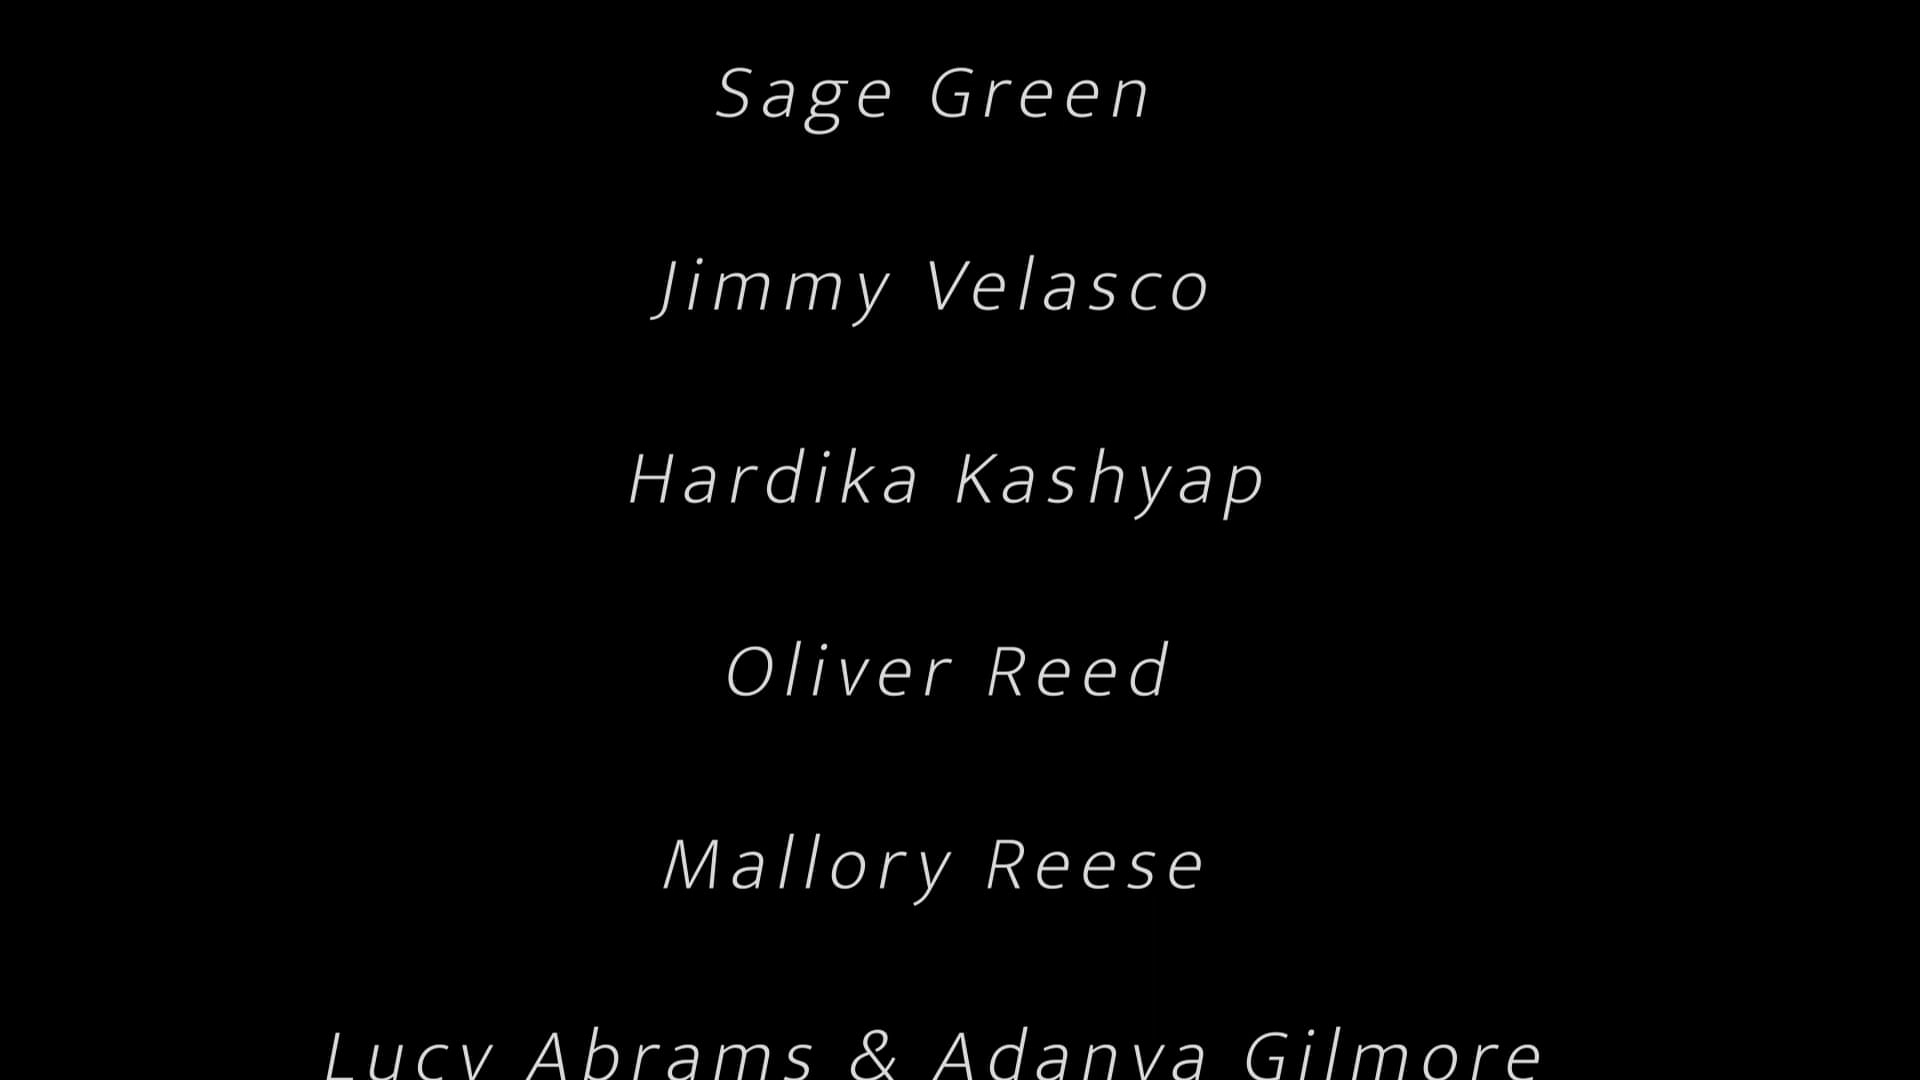 Sage Green
Jimmy Velasco
Hardika Kashyap
Oliver Reed
Mallory Reese
Lucy Abrams & Adanya Gilmore